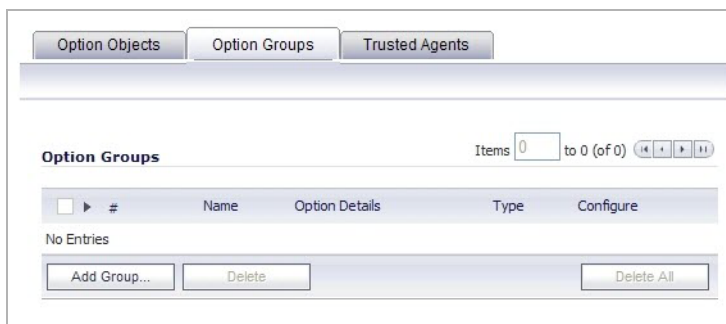 Option Objects Option Groups Trusted Agents
Option Groups Items 0 to 0 (of 0)
# Name Option Details Type Configure
No Entries
Add Group... Delete Delete All